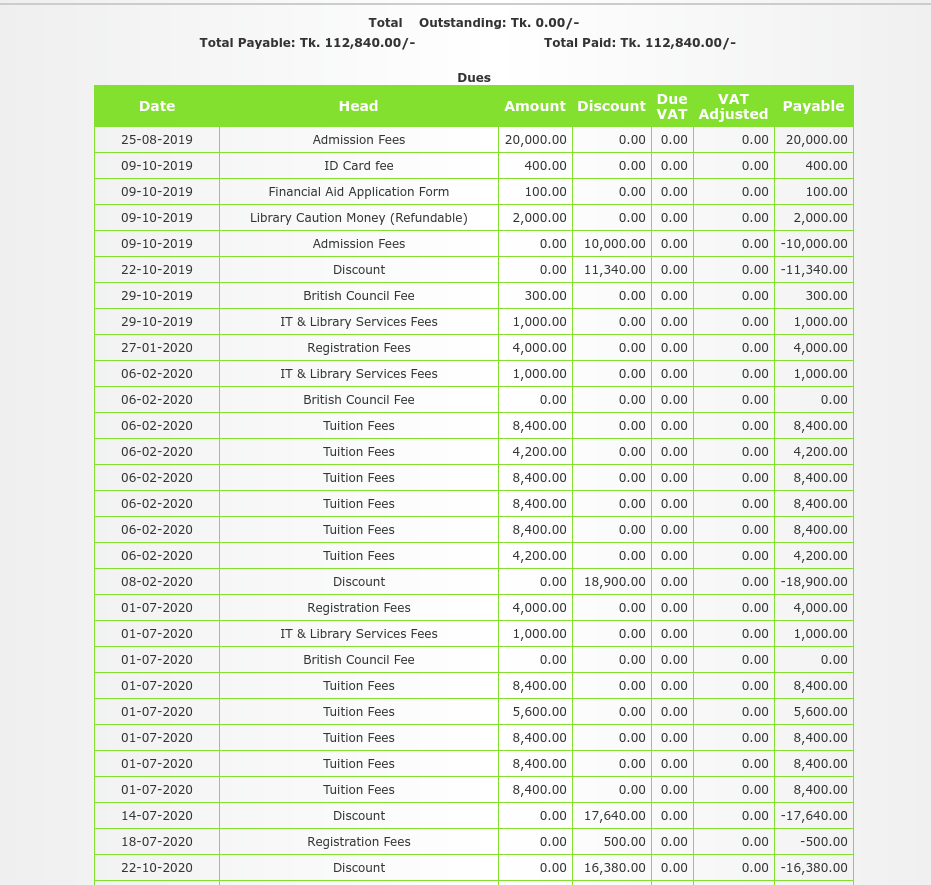 Total Outstanding: Tk. 0.00/-
Total Payable: Tk. 112,840.00/- Total Paid: Tk. 112,840.00/-
Dues
Date Head Amount Discount Due VAT VAT Adjusted Payable
25-08-2019 Admission Fees 20,000.00 0.00 0.00 0.00 20,000.00
09-10-2019 ID Card fee 400.00 0.00 0.00 0.00 400.00
09-10-2019 Financial Aid Application Form 100.00 0.00 0.00 0.00 100.00
09-10-2019 Library Caution Money (Refundable) 2,000.00 0.00 0.00 0.00 2,000.00
09-10-2019 Admission Fees 0.00 10,000.00 0.00 0.00 -10,000.00
22-10-2019 Discount 0.00 11,340.00 0.00 0.00 -11,340.00
29-10-2019 British Council Fee 300.00 0.00 0.00 0.00 300.00
29-10-2019 IT & Library Services Fees 1,000.00 0.00 0.00 0.00 1,000.00
27-01-2020 Registration Fees 4,000.00 0.00 0.00 0.00 4,000.00
06-02-2020 IT & Library Services Fees 1,000.00 0.00 0.00 0.00 1,000.00
06-02-2020 British Council Fee 0.00 0.00 0.00 0.00 0.00
06-02-2020 Tuition Fees 8,400.00 0.00 0.00 0.00 8,400.00
06-02-2020 Tuition Fees 4,200.00 0.00 0.00 0.00 4,200.00
06-02-2020 Tuition Fees 8,400.00 0.00 0.00 0.00 8,400.00
06-02-2020 Tuition Fees 8,400.00 0.00 0.00 0.00 8,400.00
06-02-2020 Tuition Fees 8,400.00 0.00 0.00 0.00 8,400.00
06-02-2020 Tuition Fees 4,200.00 0.00 0.00 0.00 4,200.00
08-02-2020 Discount 0.00 18,900.00 0.00 0.00 -18,900.00
01-07-2020 Registration Fees 4,000.00 0.00 0.00 0.00 4,000.00
01-07-2020 IT & Library Services Fees 1,000.00 0.00 0.00 0.00 1,000.00
01-07-2020 British Council Fee 0.00 0.00 0.00 0.00 0.00
01-07-2020 Tuition Fees 8,400.00 0.00 0.00 0.00 8,400.00
01-07-2020 Tuition Fees 5,600.00 0.00 0.00 0.00 5,600.00
01-07-2020 Tuition Fees 8,400.00 0.00 0.00 0.00 8,400.00
01-07-2020 Tuition Fees 8,400.00 0.00 0.00 0.00 8,400.00
01-07-2020 Tuition Fees 8,400.00 0.00 0.00 0.00 8,400.00
14-07-2020 Discount 0.00 17,640.00 0.00 0.00 -17,640.00
18-07-2020 Registration Fees 0.00 500.00 0.00 0.00 -500.00
22-10-2020 Discount 0.00 16,380.00 0.00 0.00 -16,380.00